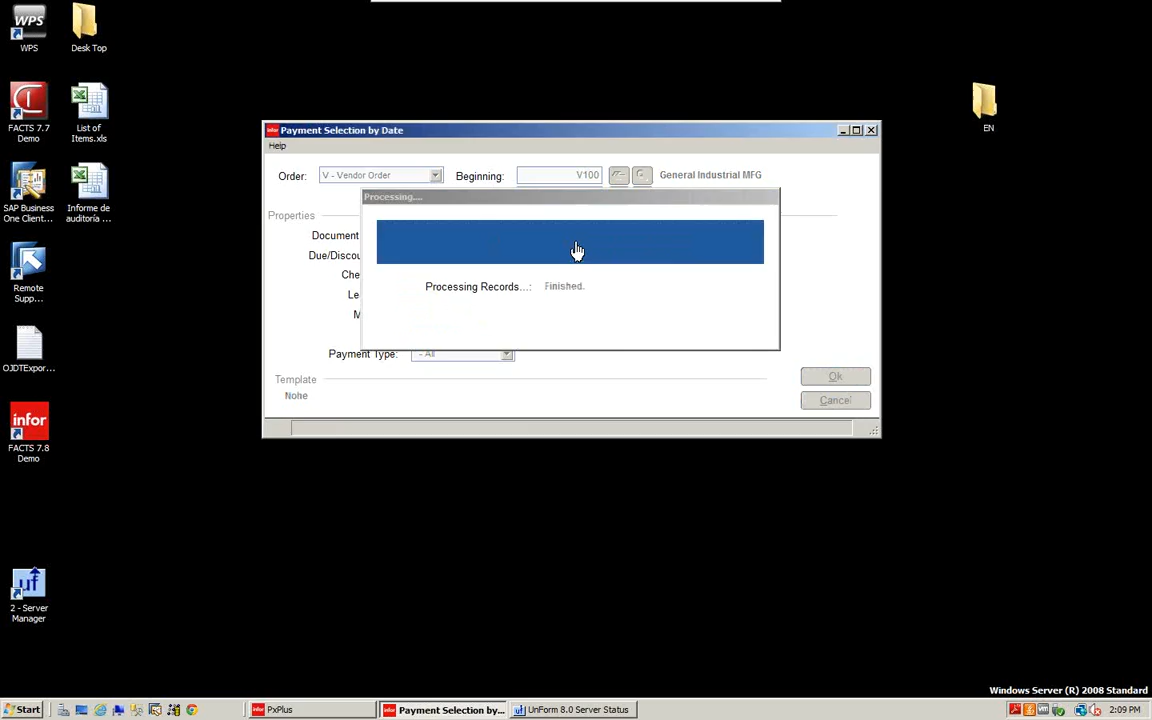 WPS
WPS
Desk Top
FACTS 7.7
Demo
List of
Items.xls
EN
SAP Business
One Client...
Informe de
auditoría ...
Remote
Supp...
OJDTExpor...
infor
FACTS 7.8
Demo
uf
2 - Server
Manager
infor
Payment Selection by Date
Help
Order:
V - Vendor Order
Beginning:
V100
General Industrial MFG
Processing....
Properties
Document
Due/Discou
Che
Le
M
Processing Records...:
Finished.
Payment Type:
- All
Template
None
Ok
Cancel
Windows Server (R) 2008 Standard
Start
PxPlus
Payment Selection by...
uf
UnForm 8.0 Server Status
2:09 PM